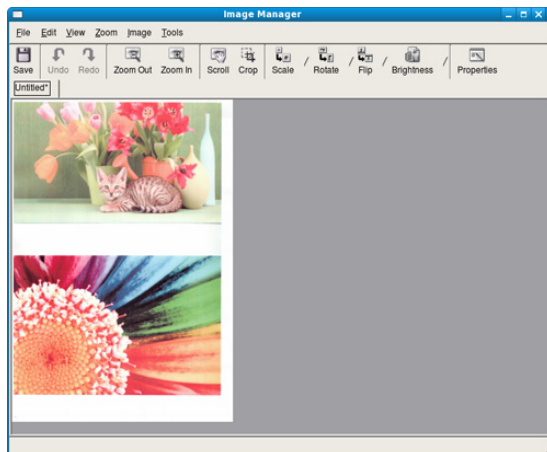 Image Manager
File Edit View Zoom Image Tools
Save Undo Redo Zoom Out Zoom In Scroll Crop Scale / Rotate / Flip / Brightness / Properties
Untitled*